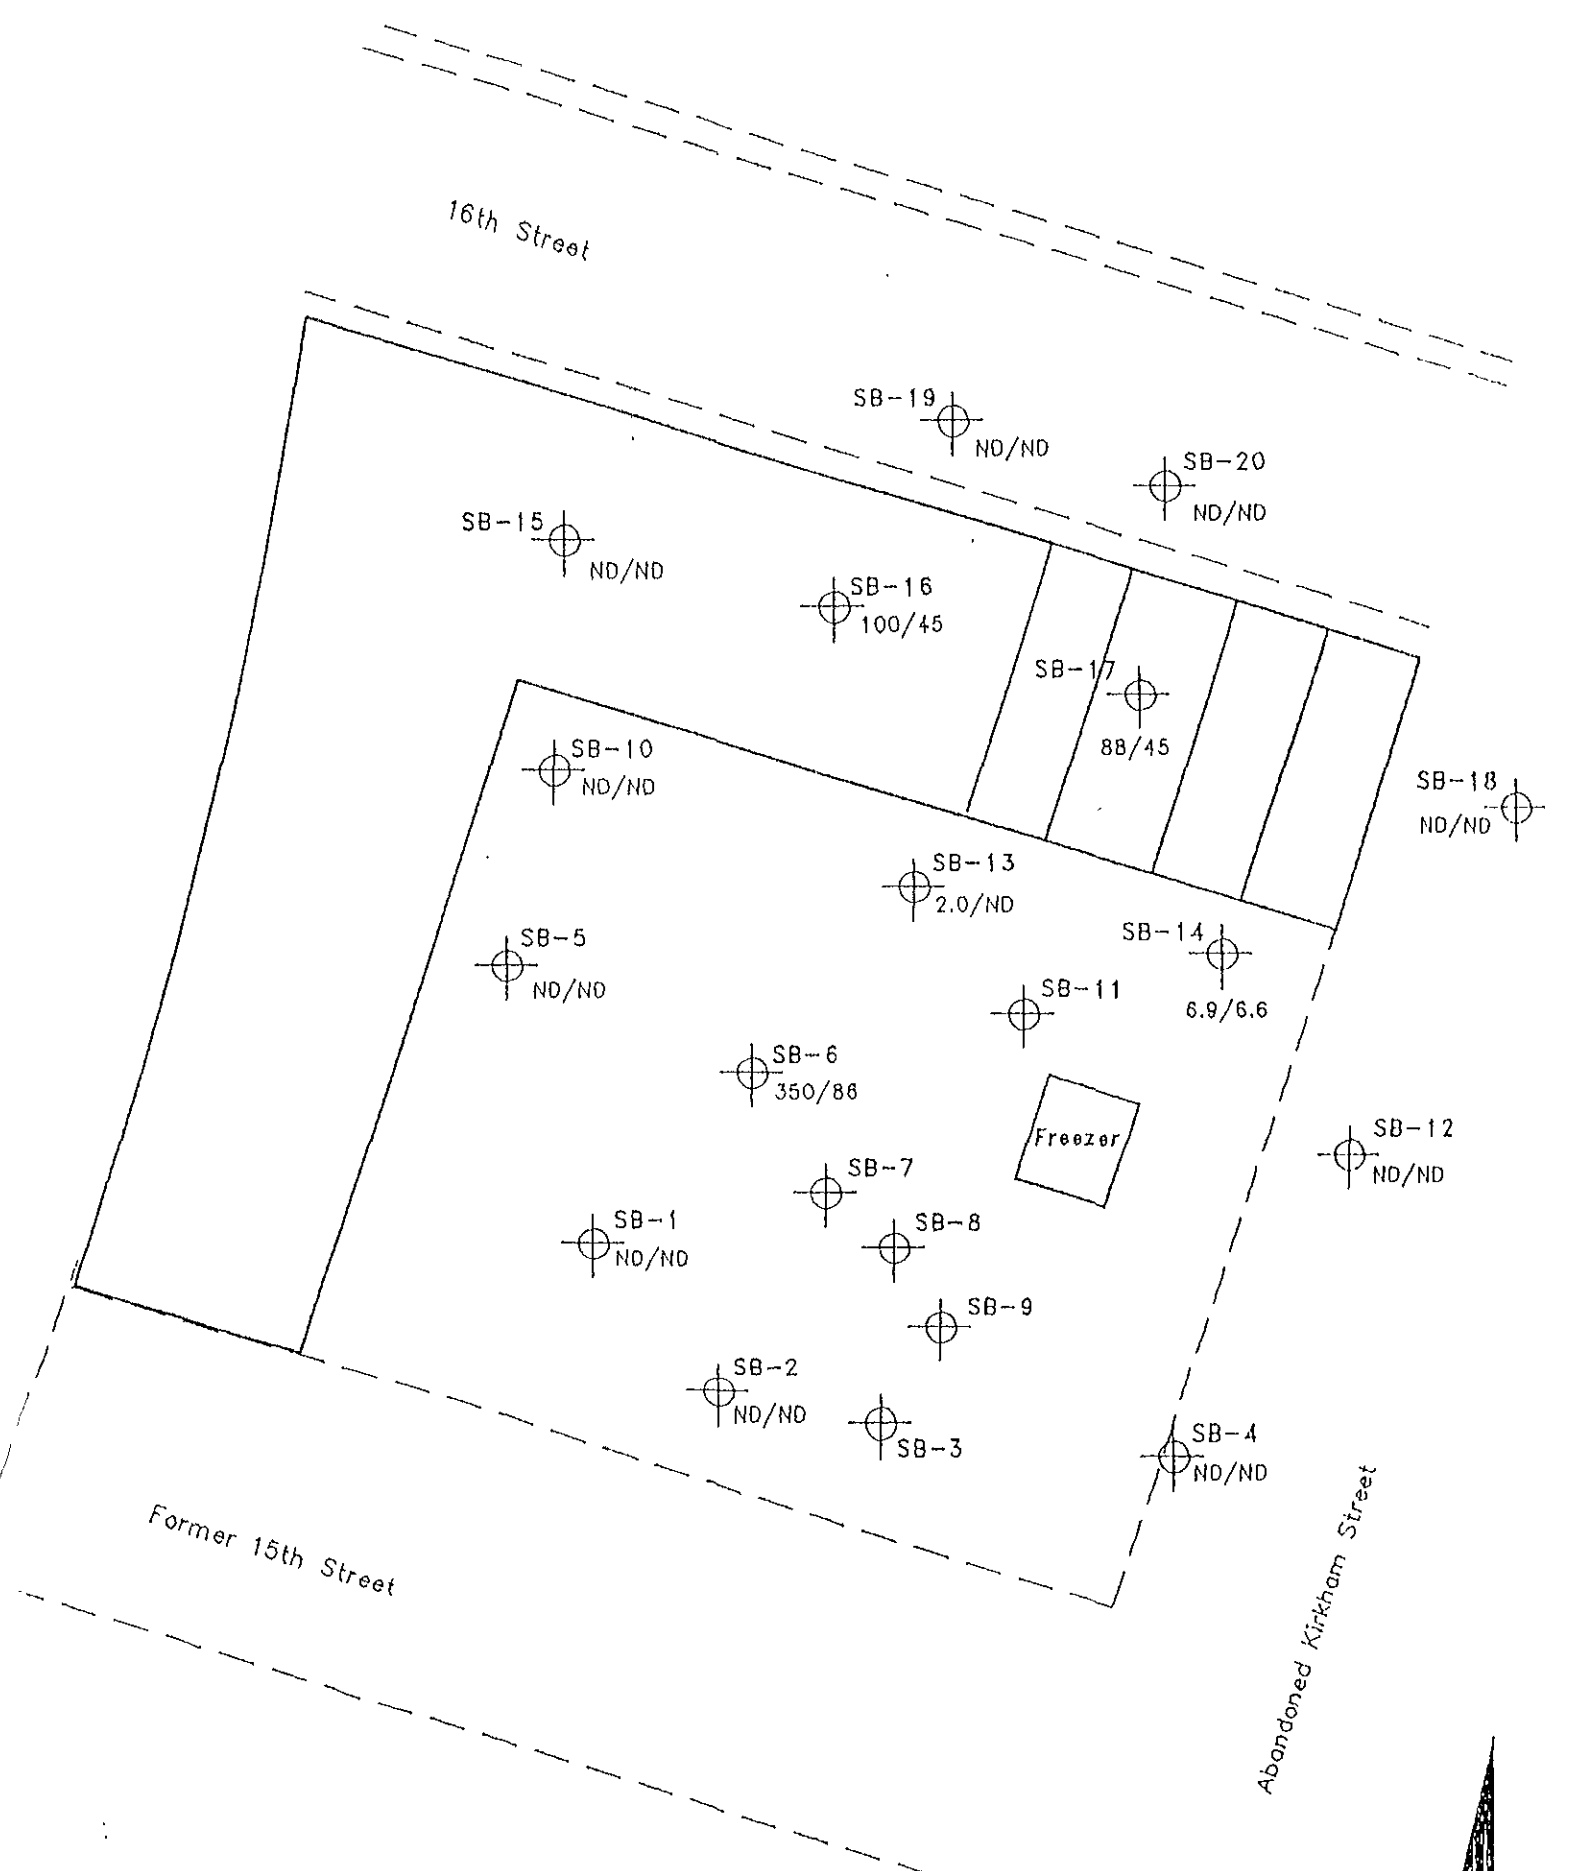 16th Street
SB-19
ND/ND
SB-20
ND/ND
SB-15
ND/ND
SB-16
100/45
SB-17
88/45
SB-10
ND/ND
SB-18
ND/ND
SB-13
2.0/ND
SB-14
6.9/6.6
SB-5
ND/ND
SB-11
SB-6
350/86
Freezer
SB-12
ND/ND
SB-7
SB-1
ND/ND
SB-8
SB-9
SB-2
ND/ND
SB-3
SB-4
ND/ND
Former 15th Street
Abandoned Kirkham Street